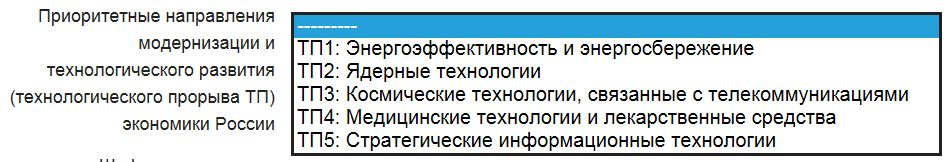 Приоритетные направления
модернизации и
технологического развития
(технологического прорыва ТП)
экономики России
---------
ТП1: Энергоэффективность и энергосбережение
ТП2: Ядерные технологии
ТП3: Космические технологии, связанные с телекоммуникациями
ТП4: Медицинские технологии и лекарственные средства
ТП5: Стратегические информационные технологии